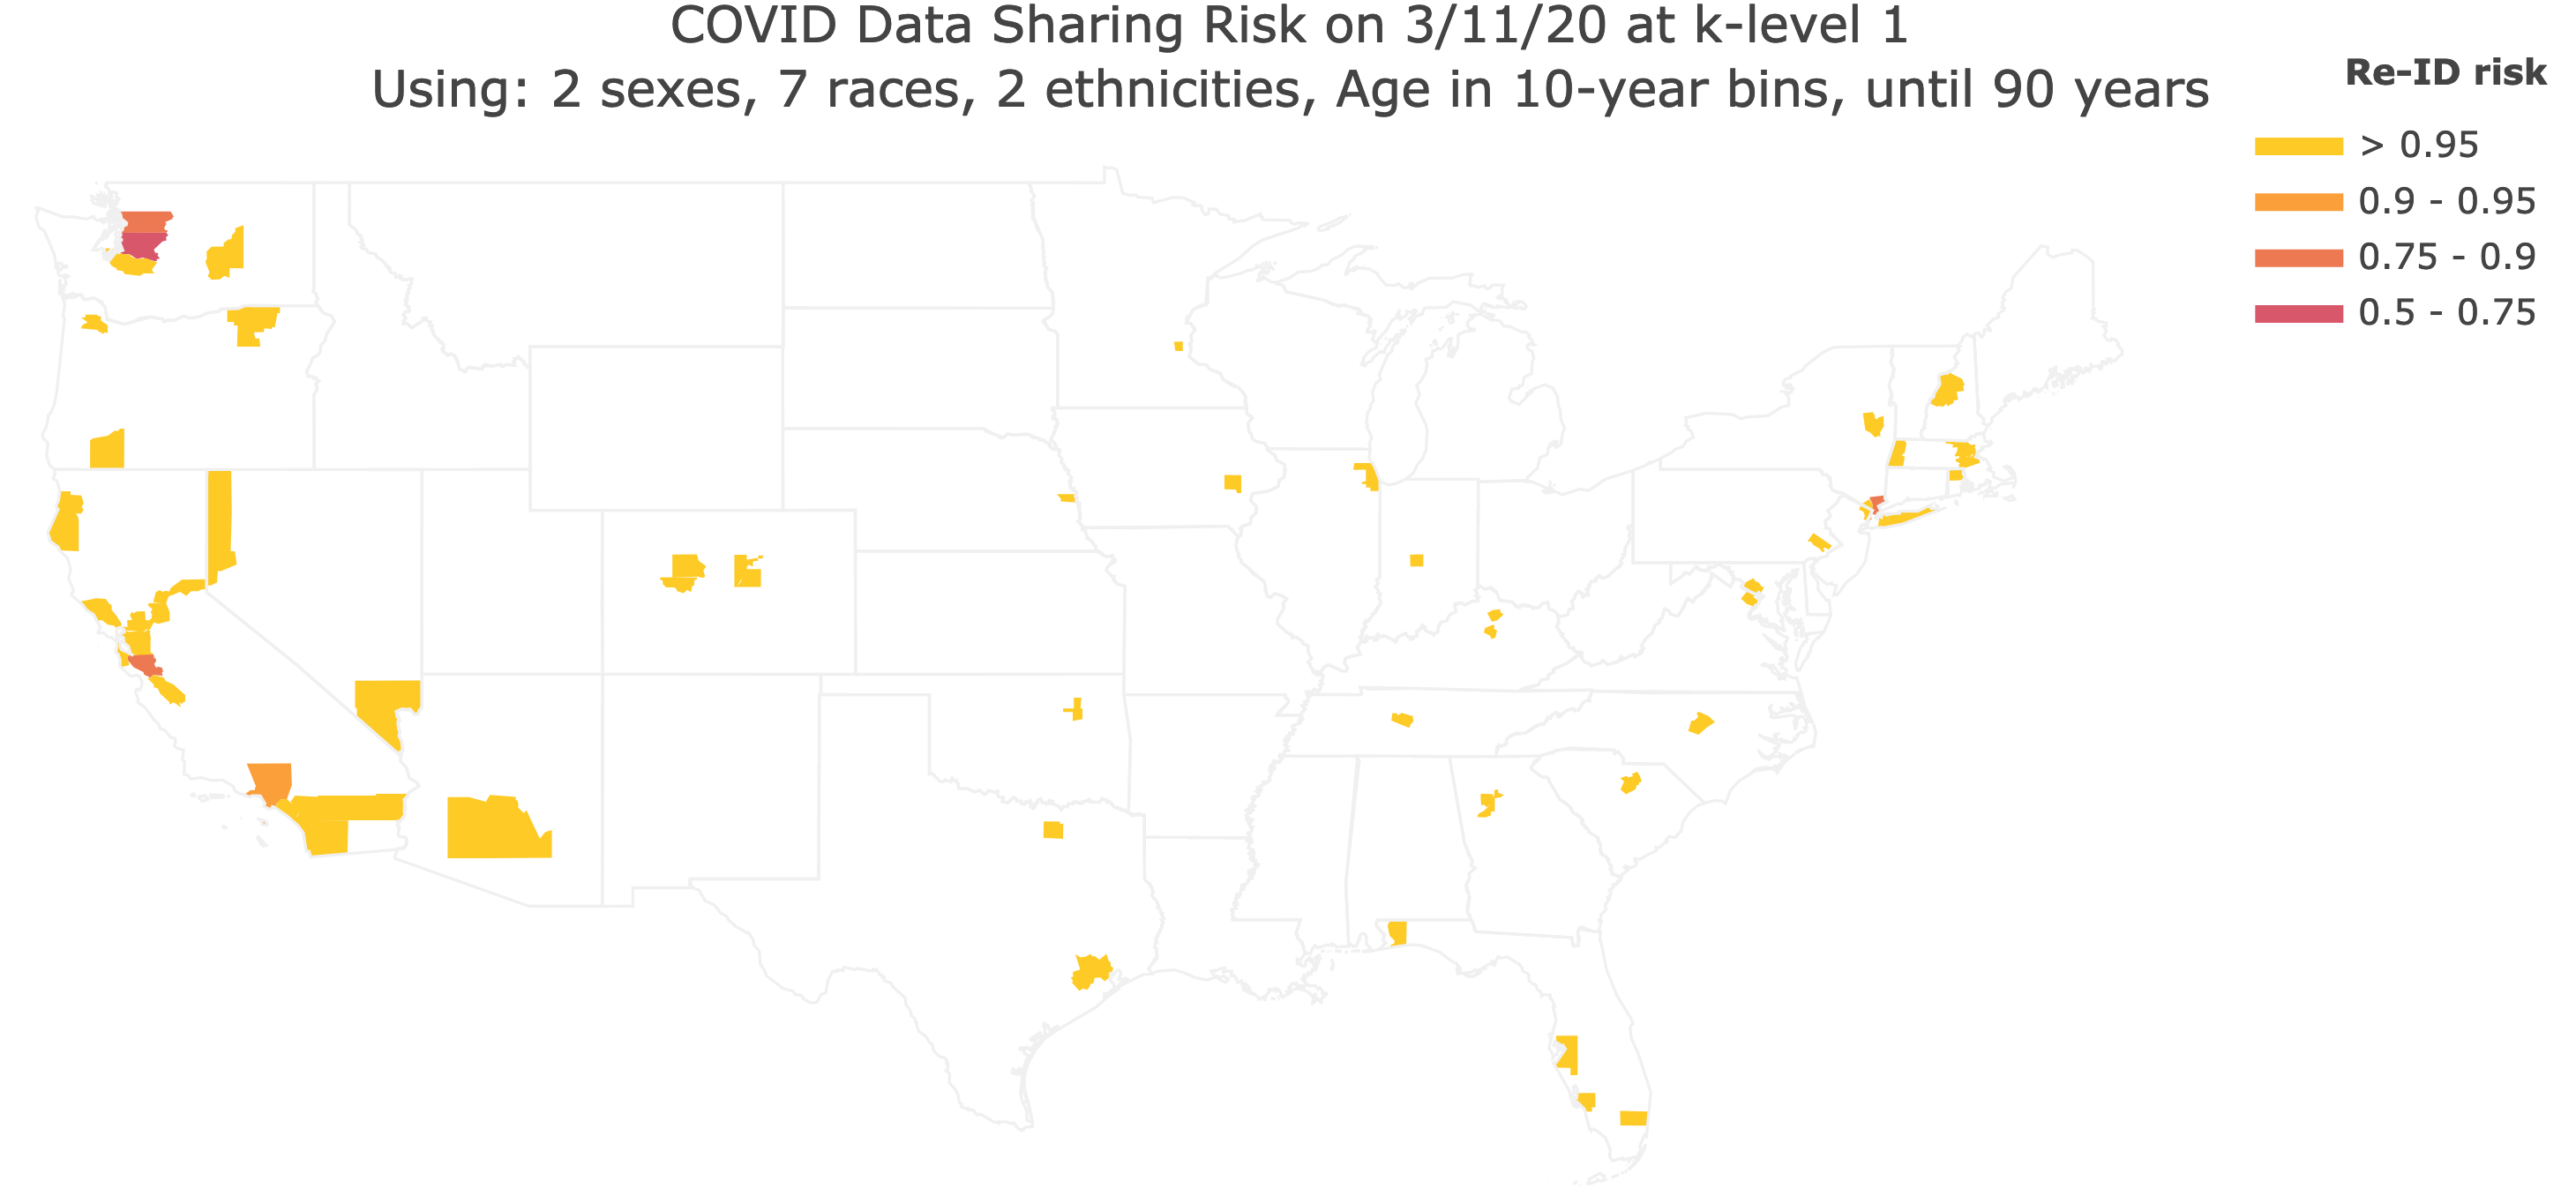 COVID Data Sharing Risk on 3/11/20 at k-level 1
Using: 2 sexes, 7 races, 2 ethnicities, Age in 10-year bins, until 90 years
Re-ID risk
> 0.95
0.9 - 0.95
0.75 - 0.9
0.5 - 0.75